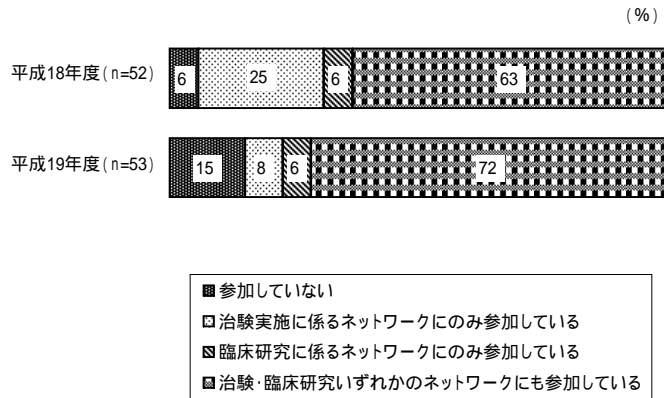 (%)
平成18年度(n=52)
6 25 6 63
平成19年度(n=53)
15 8 6 72
参加していない
治験実施に係るネットワークにのみ参加している
臨床研究に係るネットワークにのみ参加している
治験・臨床研究いずれかのネットワークにも参加している